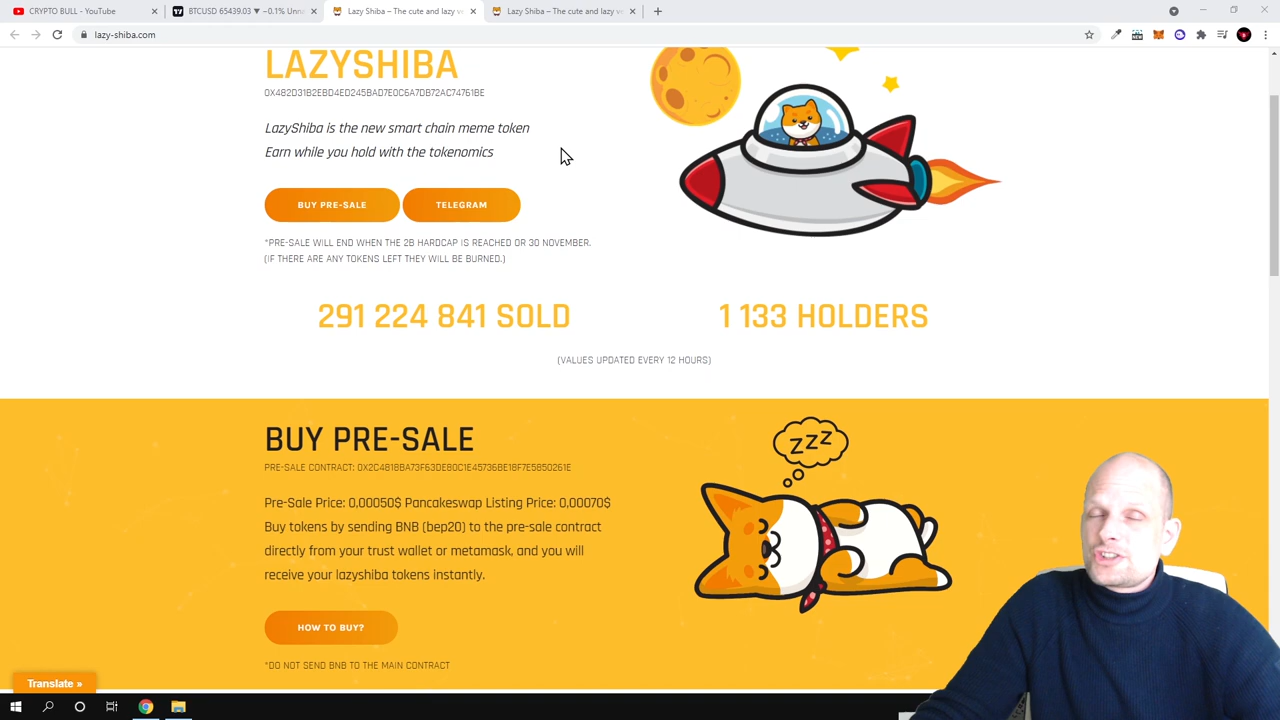 CRYPTO BULL - YouTube
BTCUSD 65439.03 ▼ −0.1% Unn
Lazy Shiba – The cute and lazy v
Lazy Shiba – The cute and lazy v
lazy-shiba.com
LAZYSHIBA
LazyShiba is the new smart chain meme token
Earn while you hold with the tokenomics
BUY PRE-SALE
TELEGRAM
*PRE-SALE WILL END WHEN THE 2B HARDCAP IS REACHED OR 30 NOVEMBER.
(IF THERE ARE ANY TOKENS LEFT THEY WILL BE BURNED.)
291 224 841 SOLD
1 133 HOLDERS
(VALUES UPDATED EVERY 12 HOURS)
BUY PRE-SALE
PRE-SALE CONTRACT:
Pre-Sale Price: 0,00050$ Pancakeswap Listing Price: 0,00070$
Buy tokens by sending BNB (bep20) to the pre-sale contract
directly from your trust wallet or metamask, and you will
receive your lazyshiba tokens instantly.
ZZZ
HOW TO BUY?
*DO NOT SEND BNB TO THE MAIN CONTRACT
Translate »